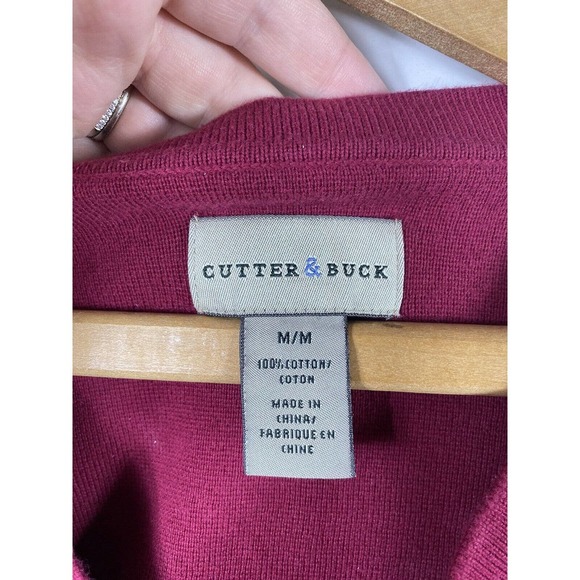 CUTTER & BUCK
M/M
100% COTTON/
COTON
MADE IN
CHINA/
FABRIQUE EN
CHINE